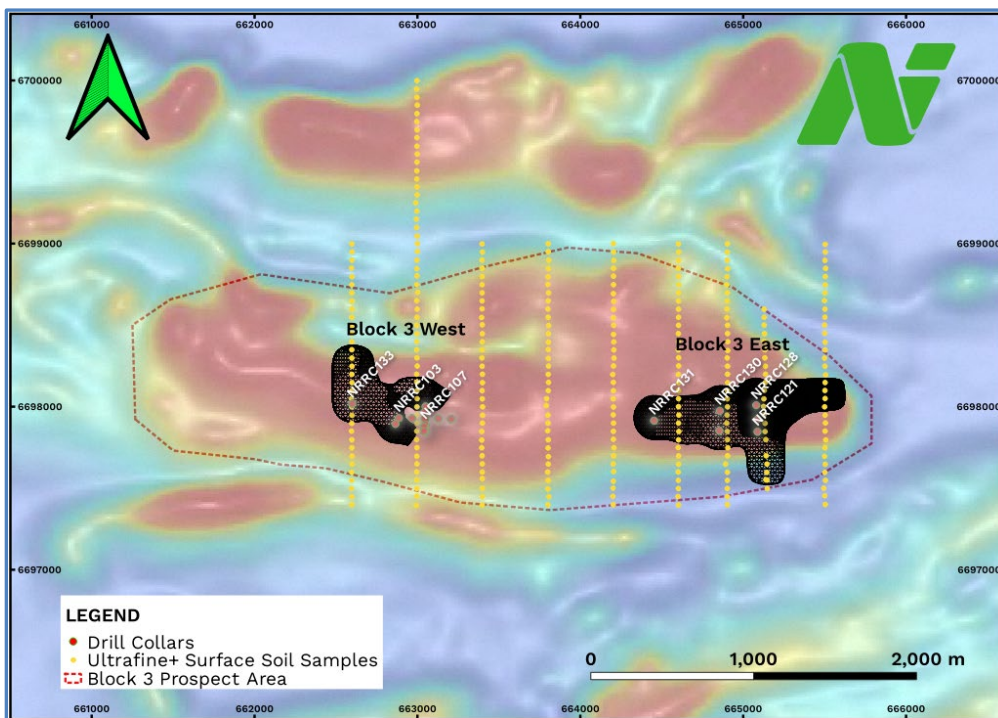 661000 662000 663000 664000 665000 666000
6700000 6700000
6699000 6699000
Block 3 West
Block 3 East
NRRC133
NRRC103
NRRC107
NRRC131
NRRC130
NRRC128
NRRC121
6698000 6698000
6697000 6697000
LEGEND
Drill Collars
Ultrafine+ Surface Soil Samples
Block 3 Prospect Area
0 1,000 2,000 m
661000 662000 663000 664000 665000 666000